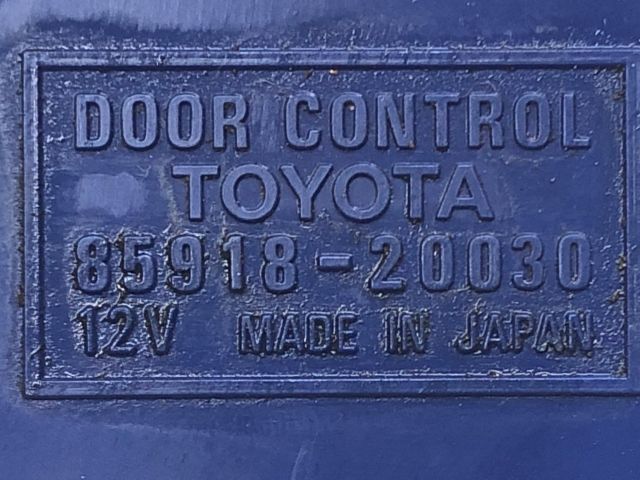 DOOR CONTROL
TOYOTA
85918-20030
12V MADE IN JAPAN